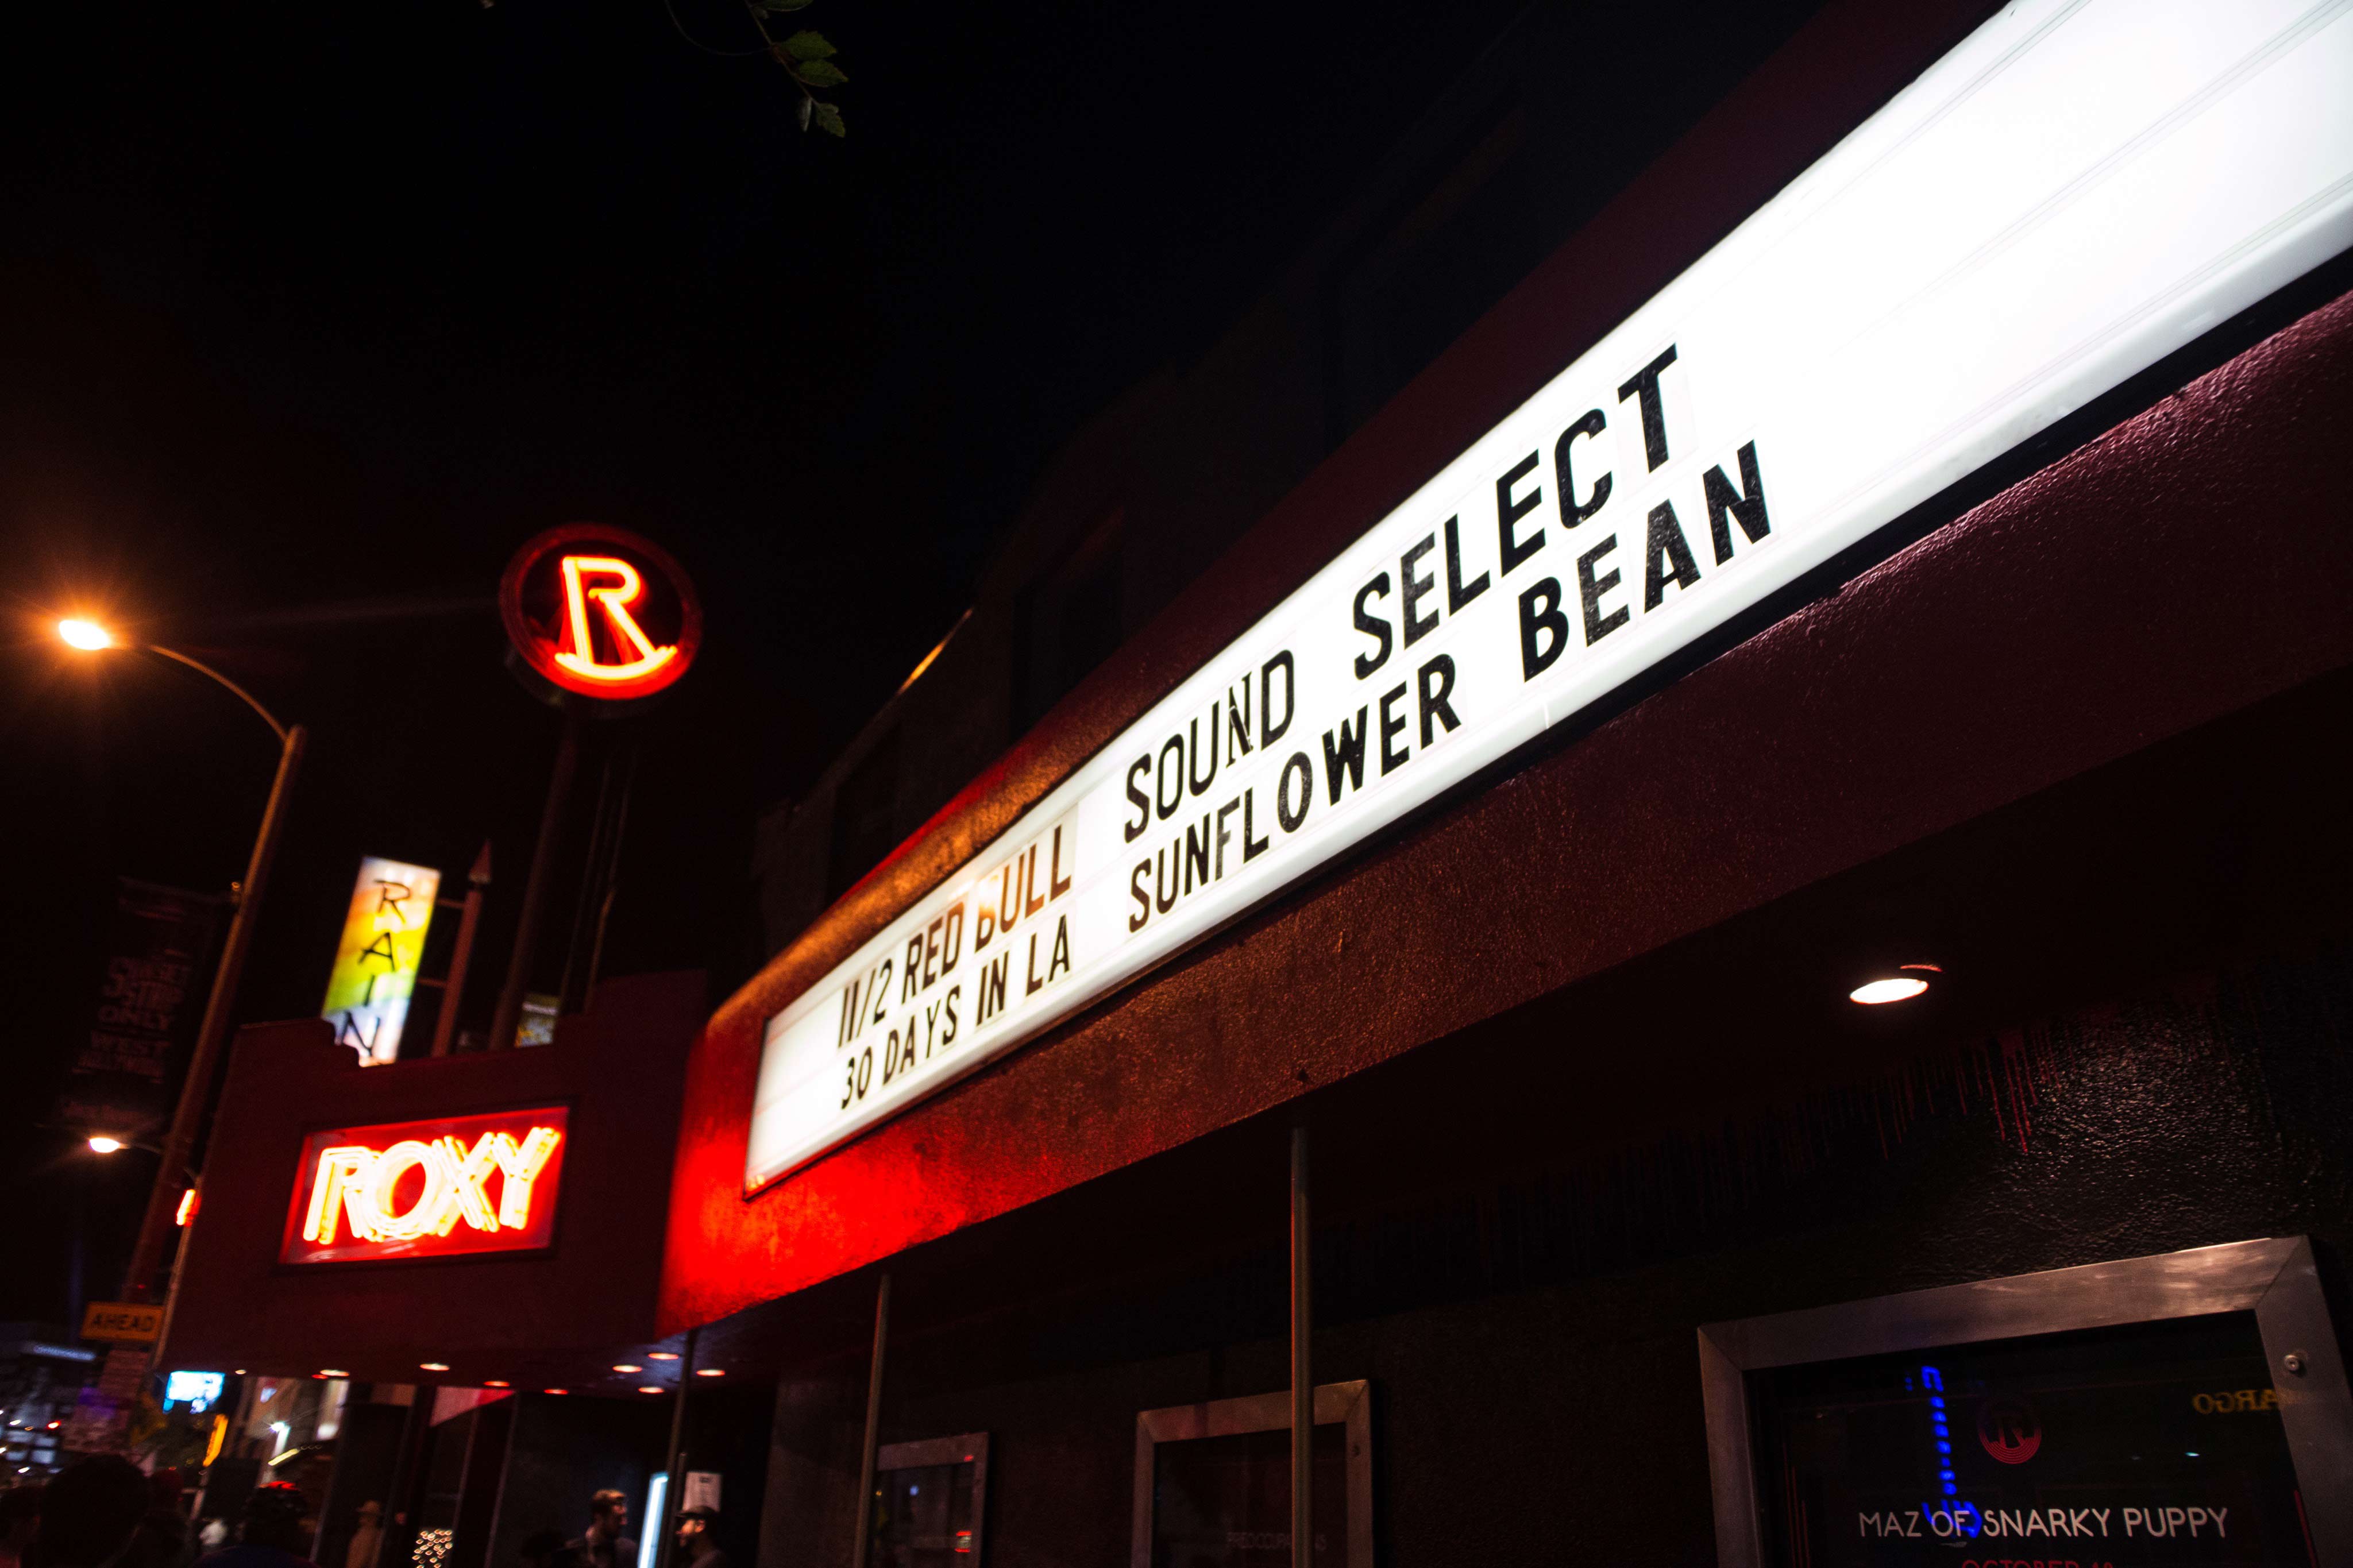 R
RAIN
ROXY
11/2 RED BULL SOUND SELECT
30 DAYS IN LA SUNFLOWER BEAN
AHEAD
R
MAZ OF SNARKY PUPPY